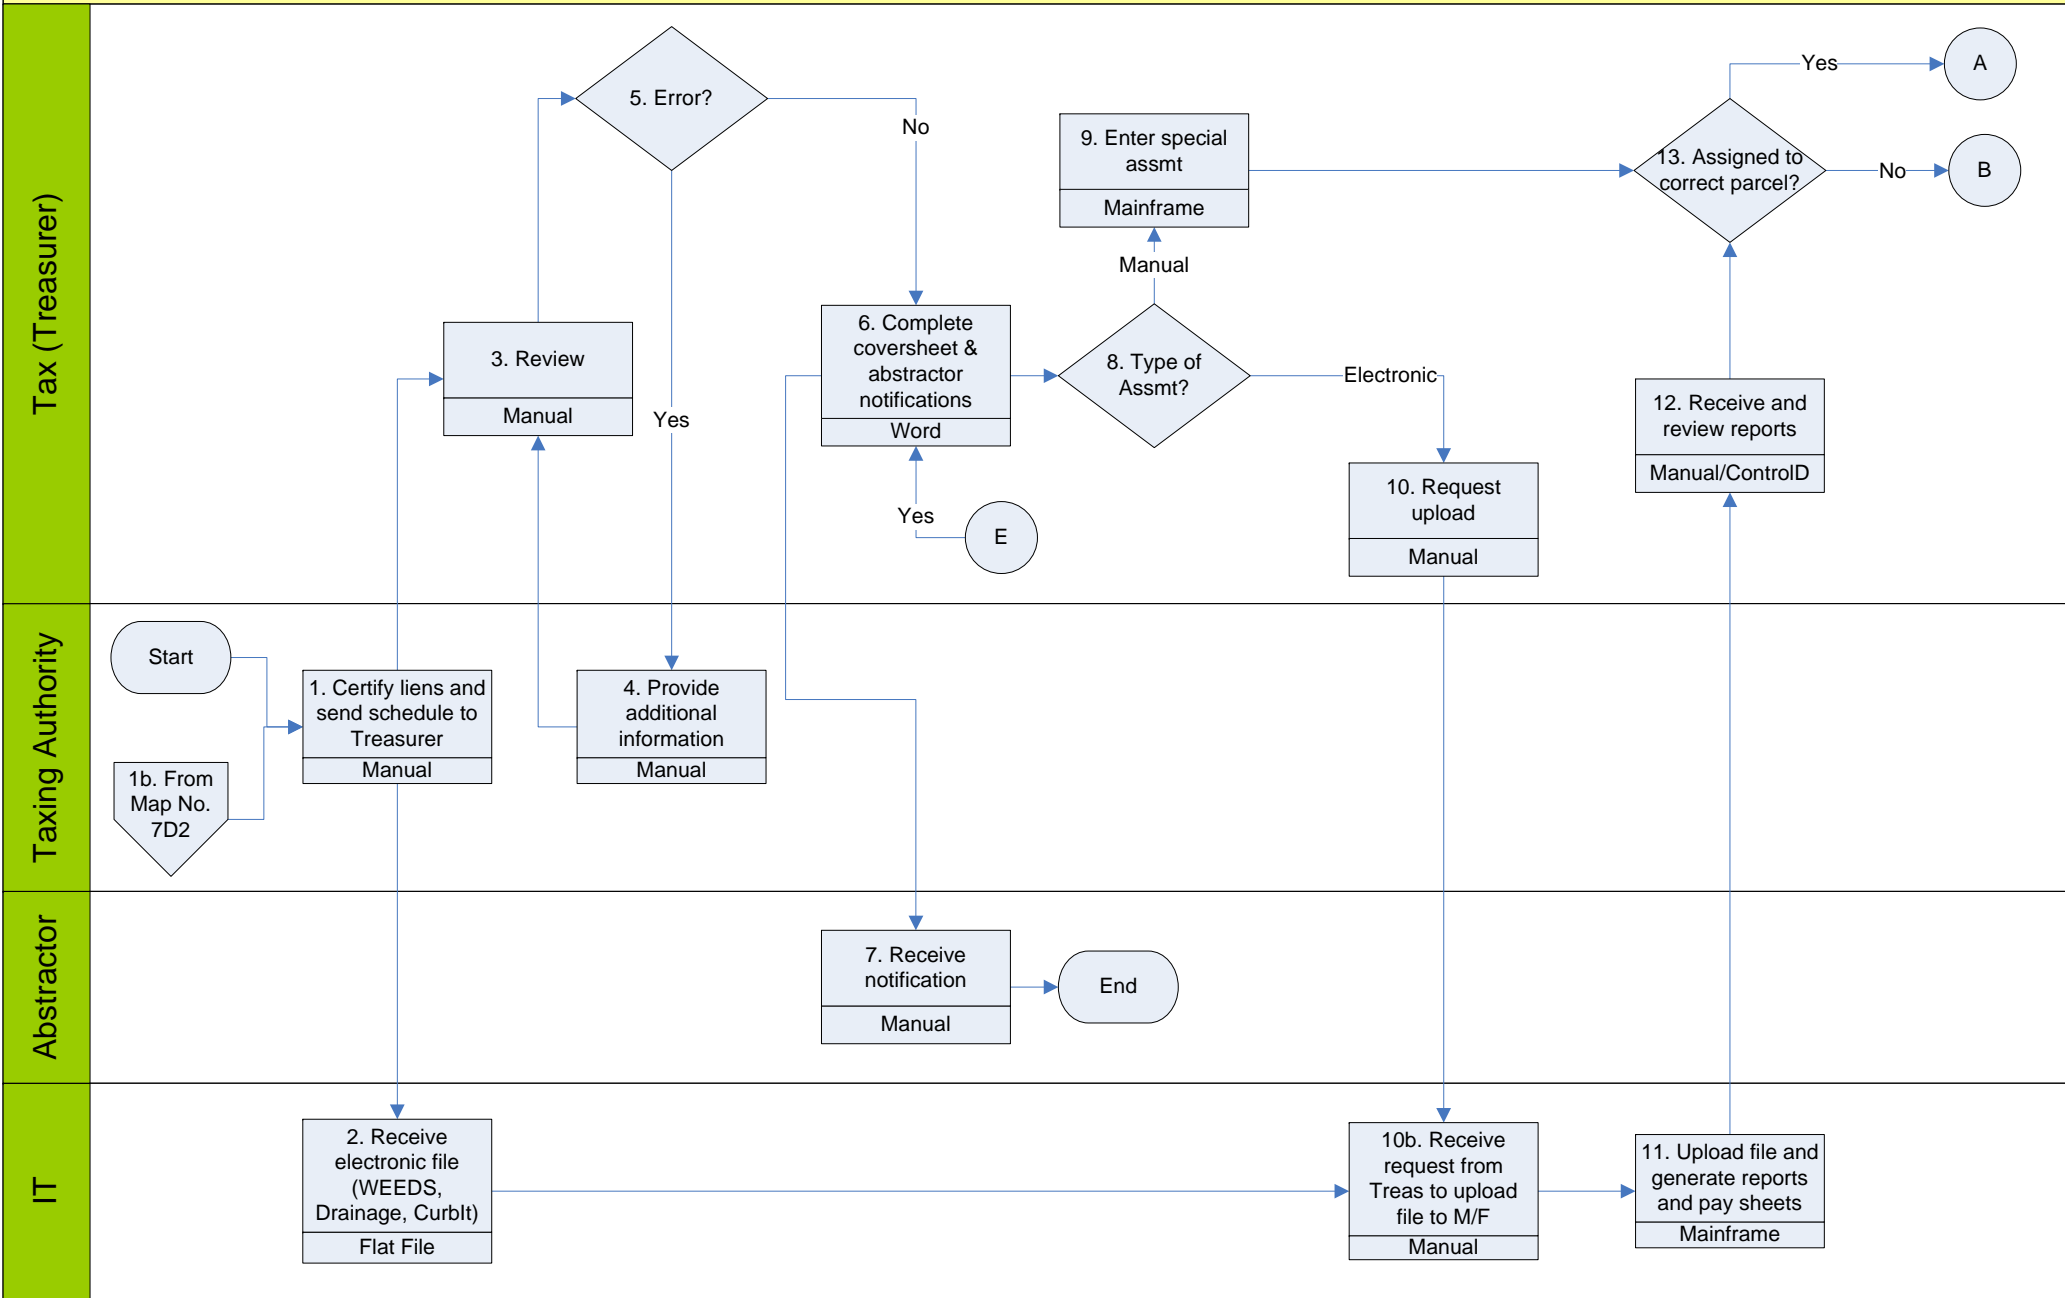 Tax (Treasurer)
5. Error?
No
Yes
3. Review
Manual
6. Complete
coversheet &
abstractor
notifications
Word
Yes
E
9. Enter special
assmt
Mainframe
Manual
8. Type of
Assmt?
Electronic
10. Request
upload
Manual
13. Assigned to
correct parcel?
Yes
A
No
B
12. Receive and
review reports
Manual/ControlD
Taxing Authority
Start
1b. From
Map No.
7D2
1. Certify liens and
send schedule to
Treasurer
Manual
4. Provide
additional
information
Manual
Abstractor
7. Receive
notification
Manual
End
IT
2. Receive
electronic file
(WEEDS,
Drainage, CurbIt)
Flat File
10b. Receive
request from
Treas to upload
file to M/F
Manual
11. Upload file and
generate reports
and pay sheets
Mainframe